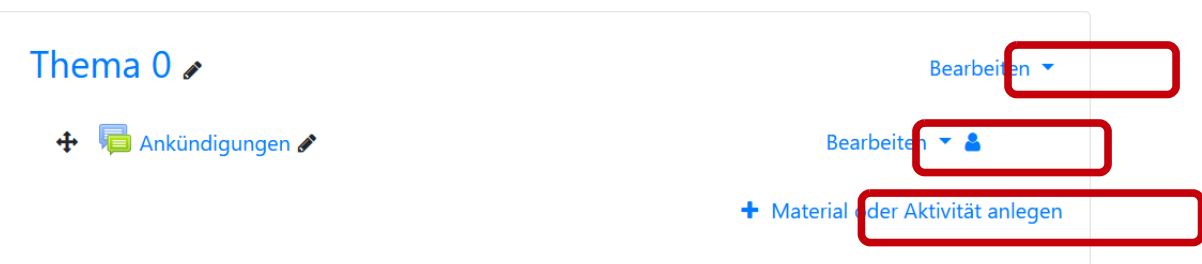 Thema 0
Bearbeiten
Ankündigungen
Bearbeiten
Material oder Aktivität anlegen